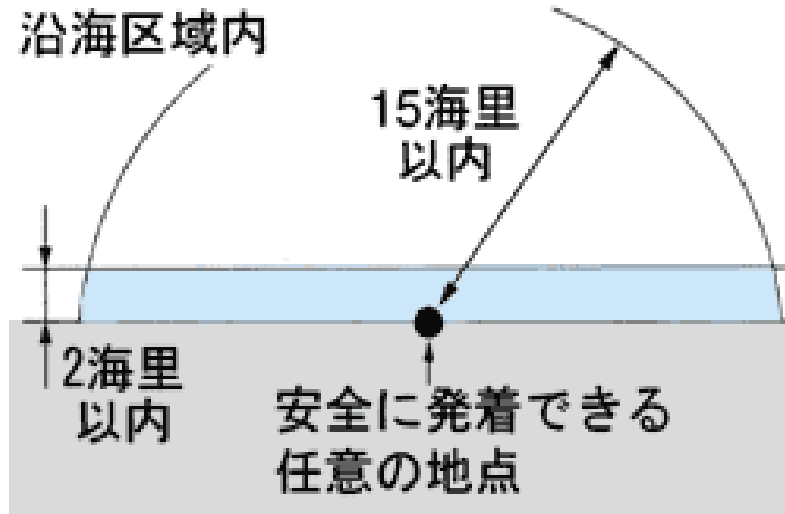 沿海区域内
15海里
以内
2海里
以内
安全に発着できる
任意の地点